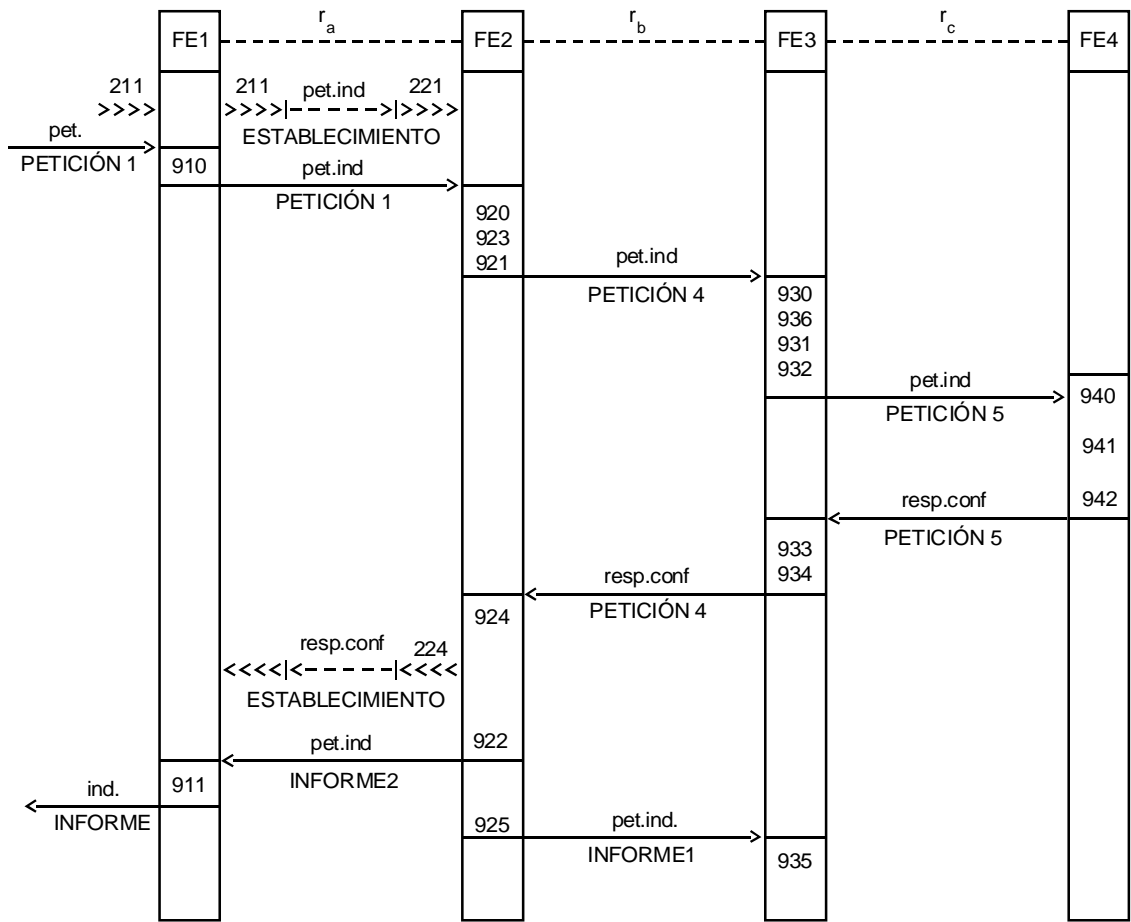 r_a r_b r_c
FE1 FE2 FE3 FE4
211 211 pet.ind 221
>>>> >>>> >>>>
ESTABLECIMIENTO
pet.
PETICIÓN 1
910
pet.ind
PETICIÓN 1
920
923
921
pet.ind
PETICIÓN 4
930
936
931
932
pet.ind
PETICIÓN 5
940
941
942
resp.conf
PETICIÓN 5
933
934
resp.conf
PETICIÓN 4
924
resp.conf 224
<<<< <<<<
ESTABLECIMIENTO
922
pet.ind
INFORME2
911
ind.
INFORME
925
pet.ind.
INFORME1
935